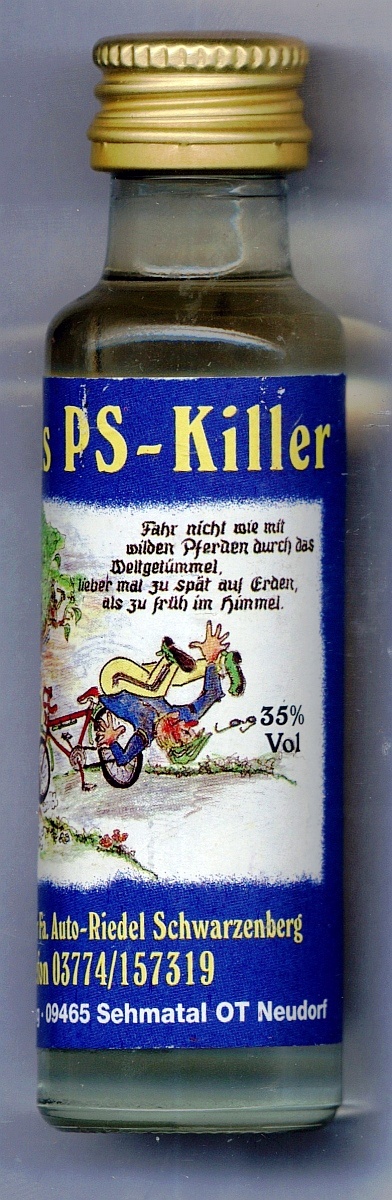 s PS-Killer
Fahr nicht wie mit
wilden Pferden durch das
Weltgetümmel,
lieber mal zu spät auf Erden,
als zu früh im Himmel.
35%
Vol
Fa. Auto-Riedel Schwarzenberg
on 03774/157319
g · 09465 Sehmatal OT Neudorf